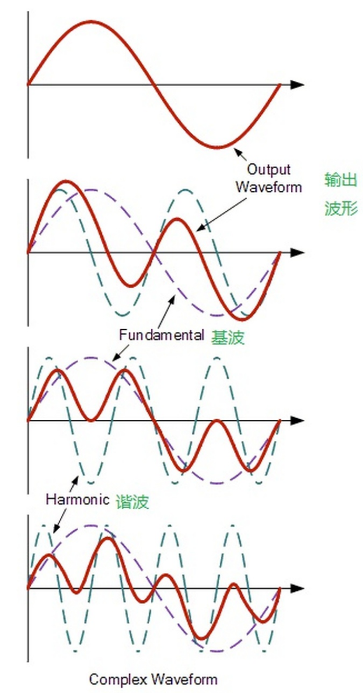 Output
Waveform
输出
波形
Fundamental 基波
Harmonic 谐波
Complex Waveform